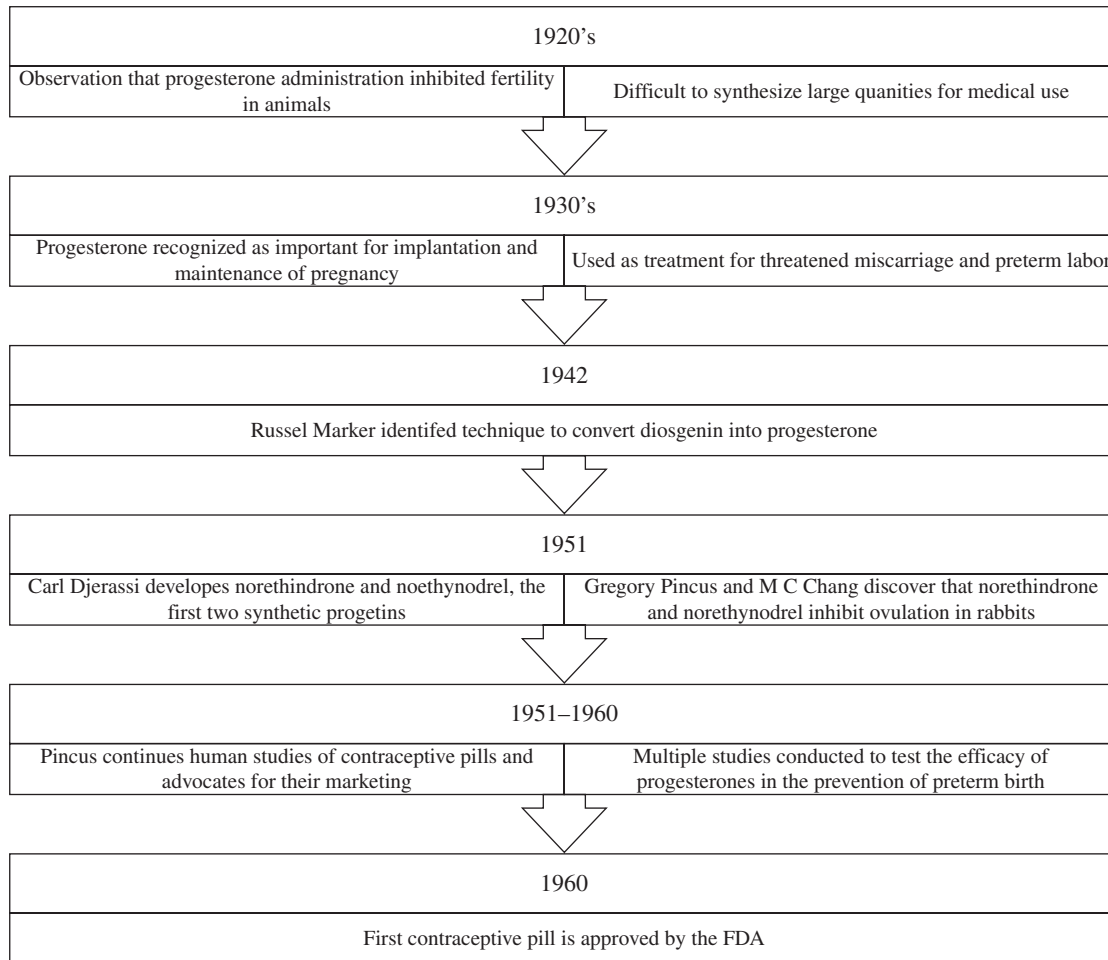 1920's
Observation that progesterone administration inhibited fertility
in animals
Difficult to synthesize large quanities for medical use
1930's
Progesterone recognized as important for implantation and
maintenance of pregnancy
Used as treatment for threatened miscarriage and preterm labor
1942
Russel Marker identifed technique to convert diosgenin into progesterone
1951
Carl Djerassi developes norethindrone and noethynodrel, the
first two synthetic progetins
Gregory Pincus and M C Chang discover that norethindrone
and norethynodrel inhibit ovulation in rabbits
1951–1960
Pincus continues human studies of contraceptive pills and
advocates for their marketing
Multiple studies conducted to test the efficacy of
progesterones in the prevention of preterm birth
1960
First contraceptive pill is approved by the FDA